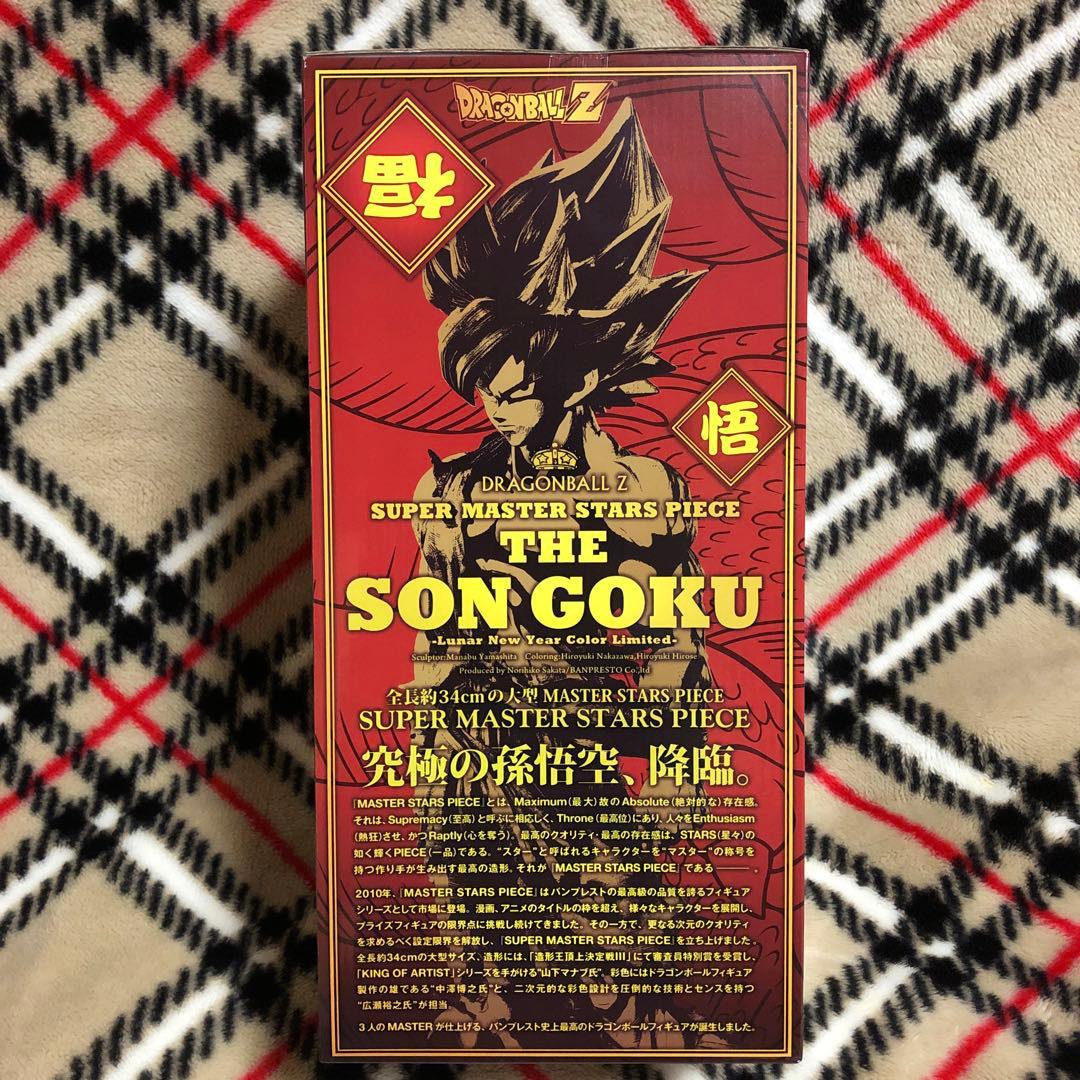 DRAGONBALL Z
福
悟
DRAGONBALL Z
SUPER MASTER STARS PIECE
THE
SON GOKU
-Lunar New Year Color Limited-
Sculptor:Manabu Yamashita Coloring:Hiroyuki Nakazawa,Hiroyuki Hirose
Produced by Norihiko Sakata/BANPRESTO Co.,ltd
全長約34cmの大型 MASTER STARS PIECE
SUPER MASTER STARS PIECE
究極の孫悟空、降臨。
「MASTER STARS PIECE」とは、Maximum(最大)故のAbsolute(絶対的な)存在感。
それは、Supremacy(至高)と呼ぶに相応しく、Throne(最高位)にあり、人々をEnthusiasm
(熱狂)させ、かつRaptly(心を奪う)。最高のクオリティ・最高の存在感は、STARS(星々)の
如く輝くPIECE(一品)である。“スター”と呼ばれるキャラクターを“マスター”の称号を
持つ作り手が生み出す最高の造形。それが「MASTER STARS PIECE」である――――。
2010年、「MASTER STARS PIECE」はバンプレストの最高級の品質を誇るフィギュア
シリーズとして市場に登場。漫画、アニメのタイトルの枠を超え、様々なキャラクターを展開し、
プライズフィギュアの限界点に挑戦し続けてきました。その一方で、更なる次元のクオリティ
を求めるべく設定限界を解放し、「SUPER MASTER STARS PIECE」を立ち上げました。
全長約34cmの大型サイズ、造形には、「造形王頂上決定戦III」にて審査員特別賞を受賞し、
「KING OF ARTIST」シリーズを手がける“山下マナブ氏”。彩色にはドラゴンボールフィギュア
製作の雄である“中澤博之氏”と、二次元的な彩色設計を圧倒的な技術とセンスを持つ
“広瀬裕之氏”が担当。
3人のMASTERが仕上げる、バンプレスト史上最高のドラゴンボールフィギュアが誕生しました。